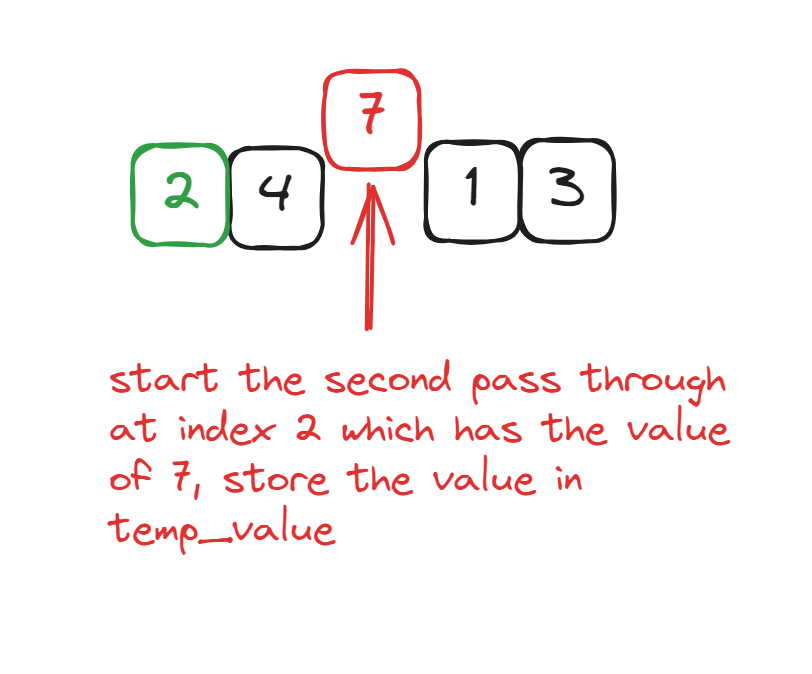 7
2 4 1 3
start the second pass through
at index 2 which has the value
of 7, store the value in
temp_value